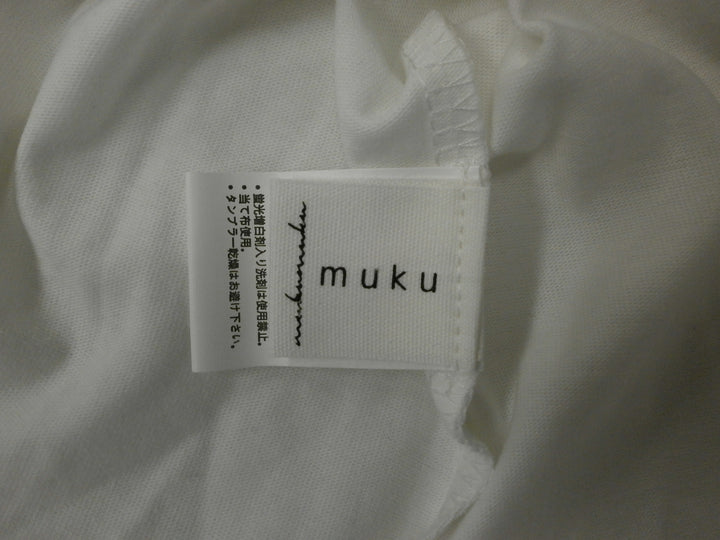 muku
mukumuku
・蛍光増白剤入り洗剤は使用禁止。
・当て布使用。
・タンブラー乾燥はお避け下さい。